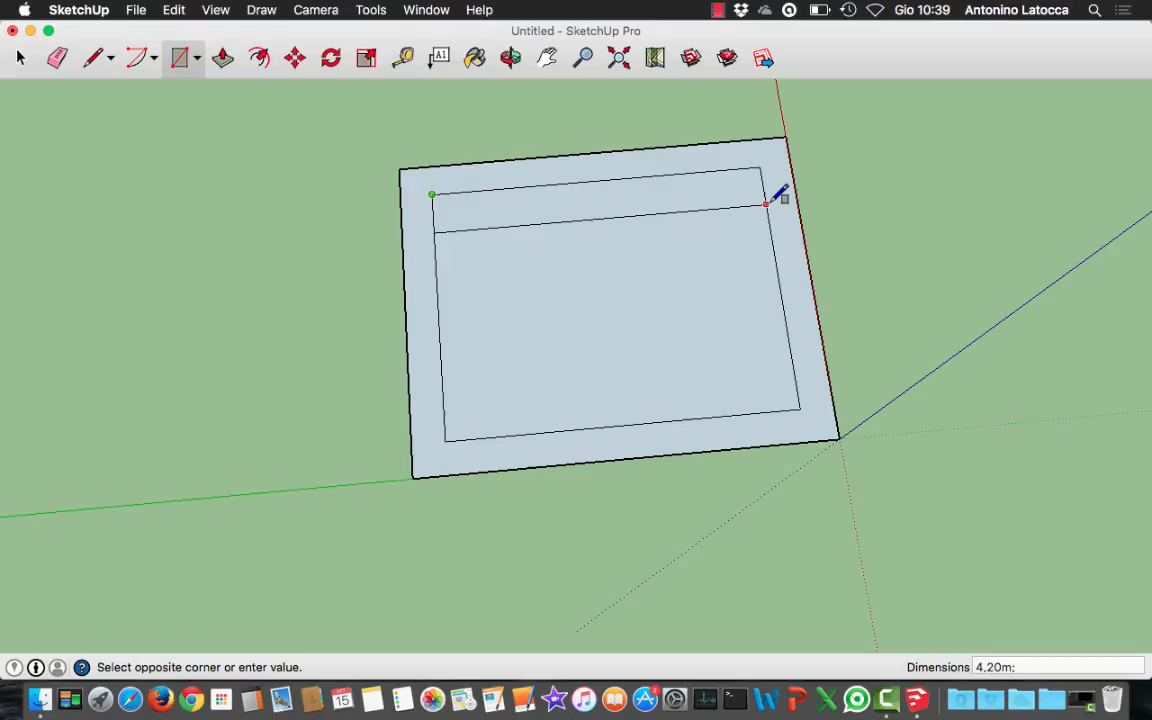 SketchUp File Edit View Draw Camera Tools Window Help Gio 10:39 Antonino Latocca
Untitled - SketchUp Pro
A1
Select opposite corner or enter value. Dimensions 4,20m;